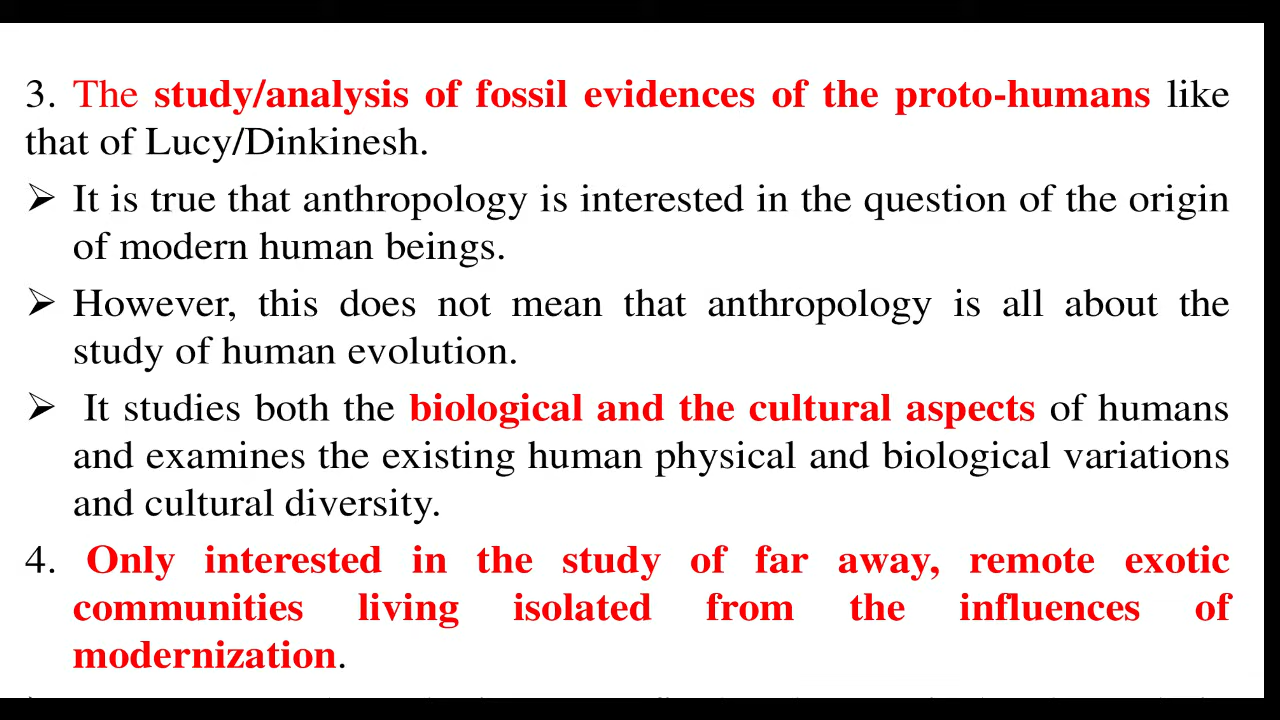 3. The study/analysis of fossil evidences of the proto-humans like
that of Lucy/Dinkinesh.
➢ It is true that anthropology is interested in the question of the origin
of modern human beings.
➢ However, this does not mean that anthropology is all about the
study of human evolution.
➢ It studies both the biological and the cultural aspects of humans
and examines the existing human physical and biological variations
and cultural diversity.
4. Only interested in the study of far away, remote exotic
communities living isolated from the influences of
modernization.